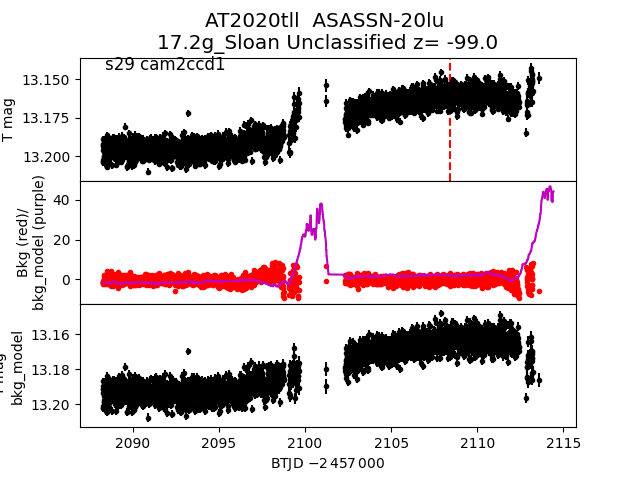 AT2020tll ASASSN-20lu
17.2g_Sloan Unclassified z= -99.0
s29 cam2ccd1
T mag
13.150
13.175
13.200
Bkg (red)/
bkg_model (purple)
40
20
0
mag
bkg_model
13.16
13.18
13.20
2090 2095 2100 2105 2110 2115
BTJD −2 457 000